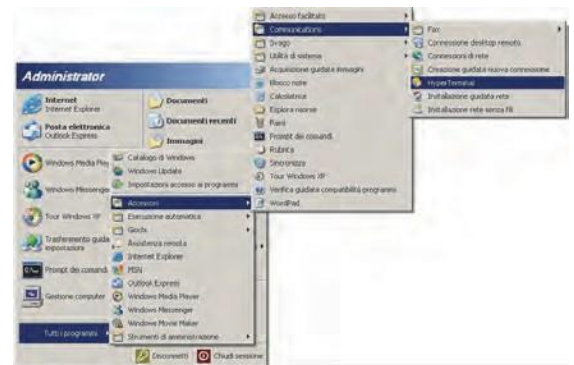 Administrator
Internet
Internet Explorer
Posta elettronica
Outlook Express
Windows Media Play
Windows Messenger
Tour Windows XP
Trasferimento guida
impostazioni
Prompt dei comandi
Gestione computer
Tutti i programmi
Documenti
Documenti recenti
Immagini
Disconnetti
Chiudi sessione
Catalogo di Windows
Windows Update
Impostazioni accesso ai programmi
Accessori
Esecuzione automatica
Giochi
Assistenza remota
Internet Explorer
MSN
Outlook Express
Windows Media Player
Windows Messenger
Windows Movie Maker
Strumenti di amministrazione
Accesso facilitato
Communications
Svago
Utilità di sistema
Acquisizione guidata immagini
Blocco note
Calcolatrice
Esplora risorse
Paint
Prompt dei comandi
Rubrica
Sincronizza
Tour Windows XP
Verifica guidata compatibilità programmi
WordPad
Fax
Connessione desktop remoto
Connessioni di rete
Creazione guidata nuova connessione
HyperTerminal
Installazione guidata rete
Installazione rete senza fili